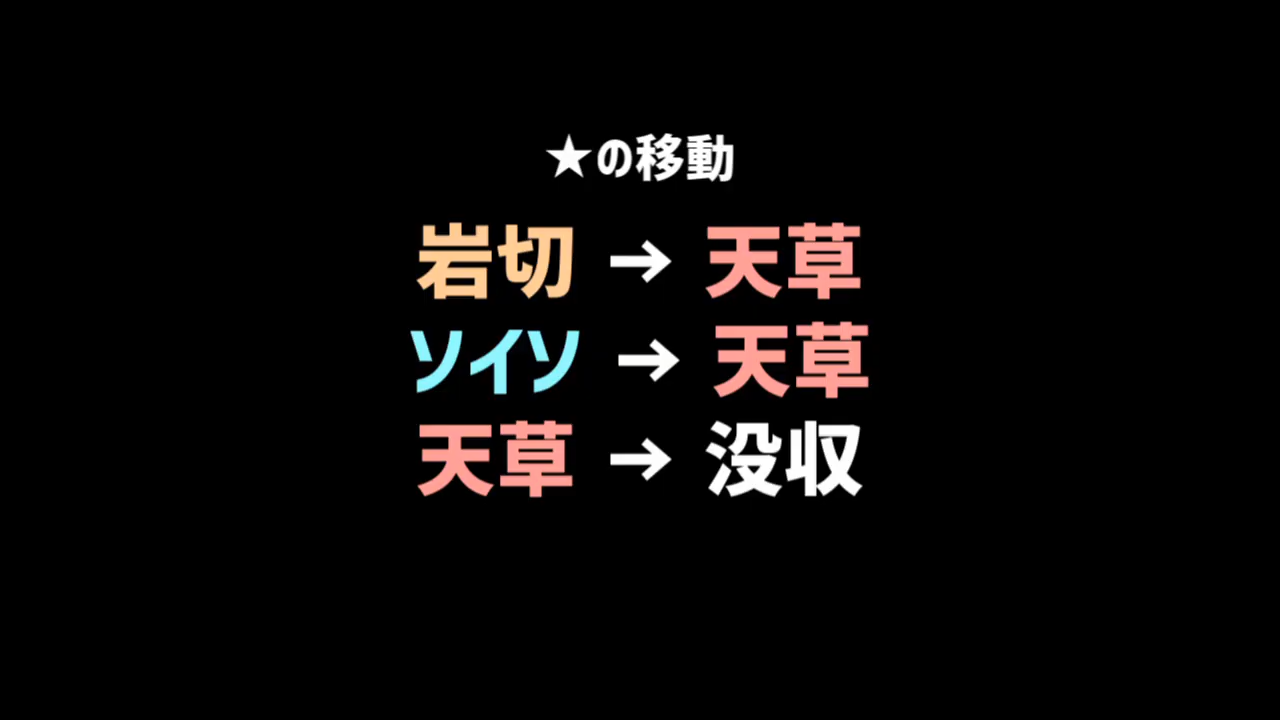 ★の移動
岩切 → 天草
ソイソ → 天草
天草 → 没収